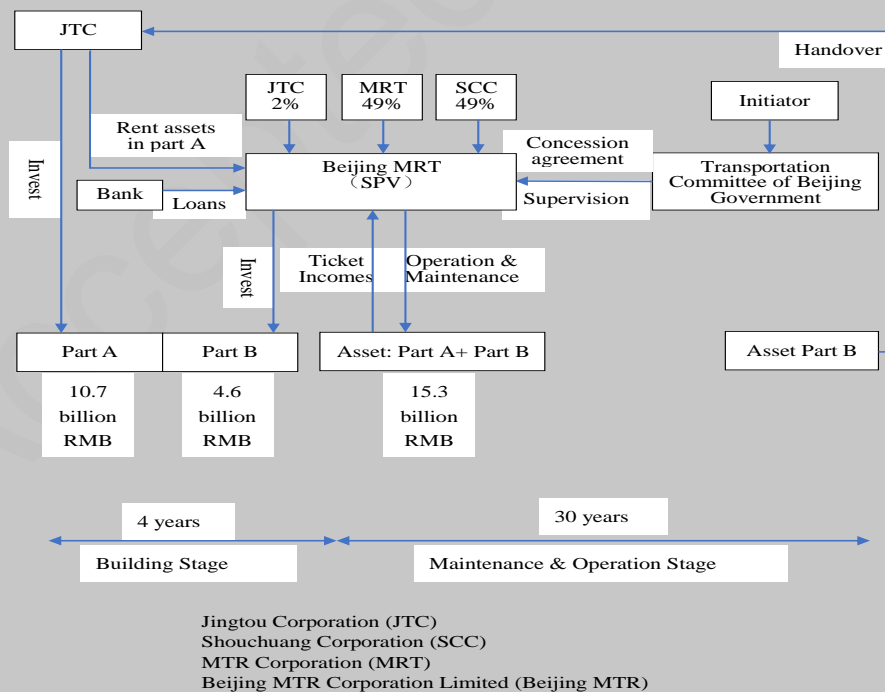 JTC
Handover
JTC
2%
MRT
49%
SCC
49%
Initiator
Rent assets
in part A
Concession
agreement
Invest
Beijing MRT
（SPV）
Transportation
Committee of Beijing
Government
Bank
Loans
Supervision
Invest
Ticket
Incomes
Operation &
Maintenance
Part A
Part B
Asset: Part A+ Part B
Asset Part B
10.7
billion
RMB
4.6
billion
RMB
15.3
billion
RMB
4 years
30 years
Building Stage
Maintenance & Operation Stage
Jingtou Corporation (JTC)
Shouchuang Corporation (SCC)
MTR Corporation (MRT)
Beijing MTR Corporation Limited (Beijing MTR)